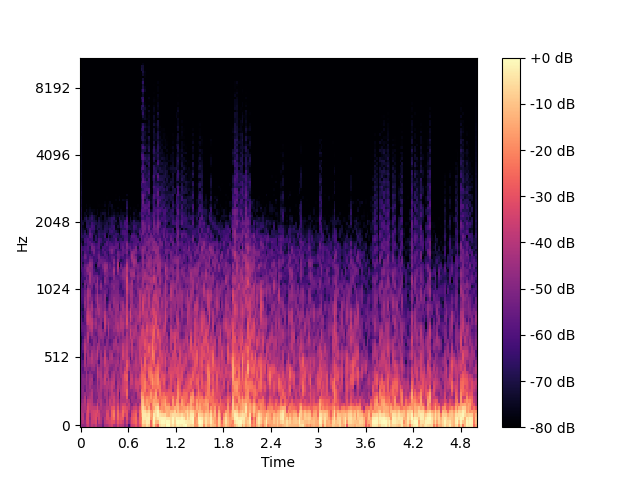 Hz
8192
4096
2048
1024
512
0
0 0.6 1.2 1.8 2.4 3 3.6 4.2 4.8
Time
+0 dB
-10 dB
-20 dB
-30 dB
-40 dB
-50 dB
-60 dB
-70 dB
-80 dB